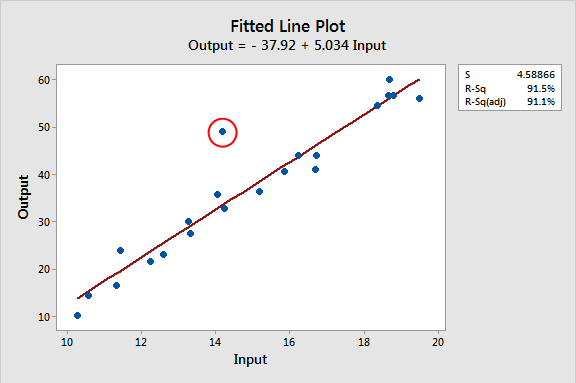 Fitted Line Plot
Output = - 37.92 + 5.034 Input
S 4.58866
R-Sq 91.5%
R-Sq(adj) 91.1%
Output
60
50
40
30
20
10
10 12 14 16 18 20
Input